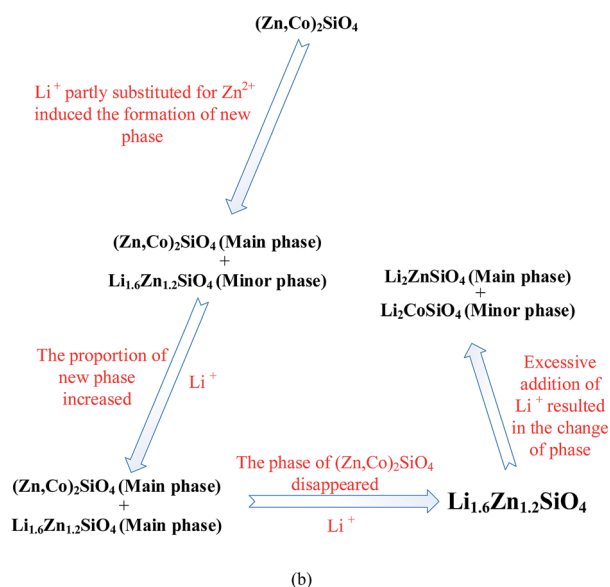 (Zn,Co)₂SiO₄
Li⁺ partly substituted for Zn²⁺
induced the formation of new
phase
(Zn,Co)₂SiO₄ (Main phase)
+
Li₁.₆Zn₁.₂SiO₄ (Minor phase)
Li₂ZnSiO₄ (Main phase)
+
Li₂CoSiO₄ (Minor phase)
The proportion of
new phase
increased
Li⁺
Excessive
addition of
Li⁺ resulted
in the change
of phase
(Zn,Co)₂SiO₄ (Main phase)
+
Li₁.₆Zn₁.₂SiO₄ (Main phase)
The phase of (Zn,Co)₂SiO₄
disappeared
Li⁺
Li₁.₆Zn₁.₂SiO₄
(b)